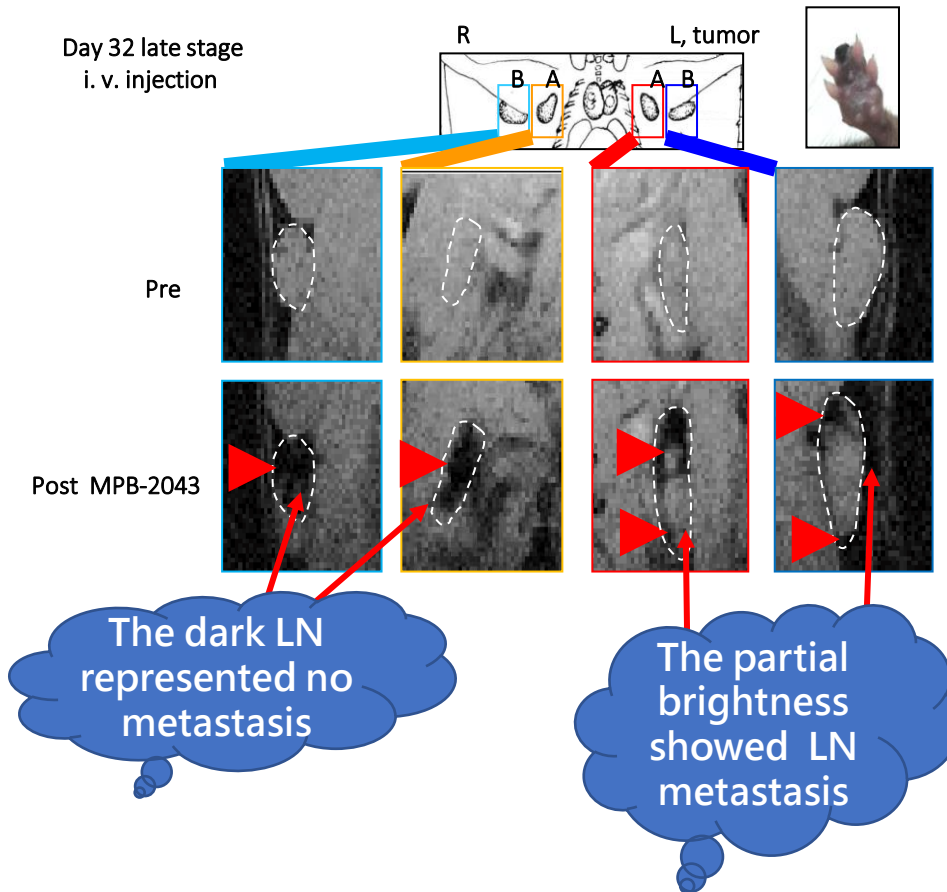 Day 32 late stage
i. v. injection
R
L, tumor
B A
A B
Pre
Post MPB-2043
The dark LN
represented no
metastasis
The partial
brightness
showed LN
metastasis